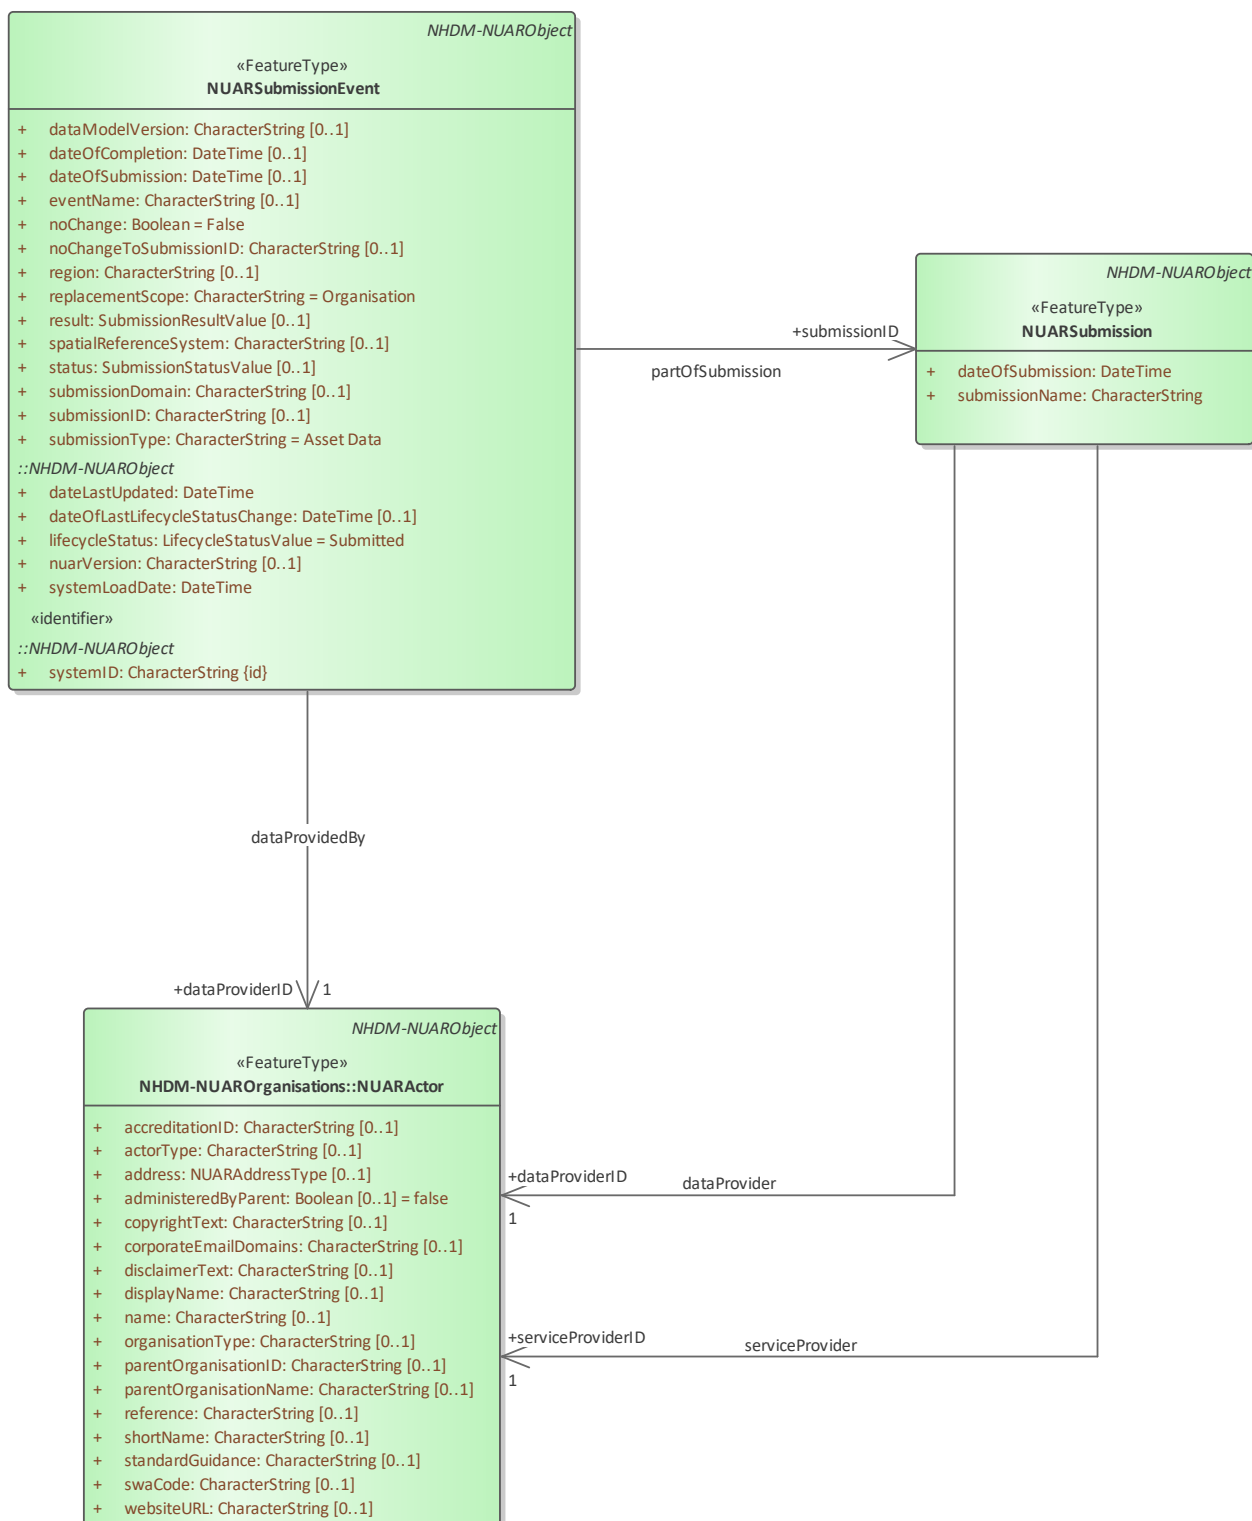 NHDM-NUARObject
«FeatureType»
NUARSubmissionEvent
+ dataModelVersion: CharacterString [0..1]
+ dateOfCompletion: DateTime [0..1]
+ dateOfSubmission: DateTime [0..1]
+ eventName: CharacterString [0..1]
+ noChange: Boolean = False
+ noChangeToSubmissionID: CharacterString [0..1]
+ region: CharacterString [0..1]
+ replacementScope: CharacterString = Organisation
+ result: SubmissionResultValue [0..1]
+ spatialReferenceSystem: CharacterString [0..1]
+ status: SubmissionStatusValue [0..1]
+ submissionDomain: CharacterString [0..1]
+ submissionID: CharacterString [0..1]
+ submissionType: CharacterString = Asset Data
::NHDM-NUARObject
+ dateLastUpdated: DateTime
+ dateOfLastLifecycleStatusChange: DateTime [0..1]
+ lifecycleStatus: LifecycleStatusValue = Submitted
+ nuarVersion: CharacterString [0..1]
+ systemLoadDate: DateTime
«identifier»
::NHDM-NUARObject
+ systemID: CharacterString {id}
+submissionID
partOfSubmission
NHDM-NUARObject
«FeatureType»
NUARSubmission
+ dateOfSubmission: DateTime
+ submissionName: CharacterString
dataProvidedBy
+dataProviderID 1
NHDM-NUARObject
«FeatureType»
NHDM-NUAROrganisations::NUARActor
+ accreditationID: CharacterString [0..1]
+ actorType: CharacterString [0..1]
+ address: NUARAddressType [0..1]
+ administeredByParent: Boolean [0..1] = false
+ copyrightText: CharacterString [0..1]
+ corporateEmailDomains: CharacterString [0..1]
+ disclaimerText: CharacterString [0..1]
+ displayName: CharacterString [0..1]
+ name: CharacterString [0..1]
+ organisationType: CharacterString [0..1]
+ parentOrganisationID: CharacterString [0..1]
+ parentOrganisationName: CharacterString [0..1]
+ reference: CharacterString [0..1]
+ shortName: CharacterString [0..1]
+ standardGuidance: CharacterString [0..1]
+ swaCode: CharacterString [0..1]
+ websiteURL: CharacterString [0..1]
+dataProviderID
dataProvider
1
+serviceProviderID
serviceProvider
1